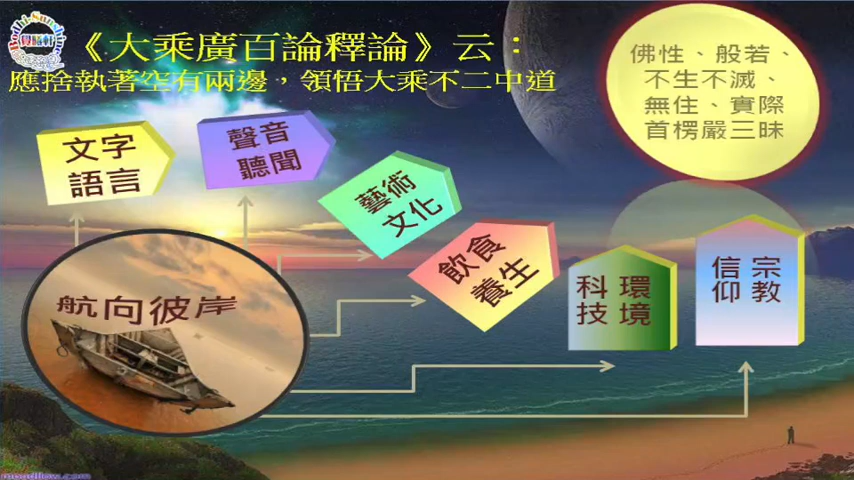 《大乘廣百論釋論》云：
應捨執著空有兩邊，領悟大乘不二中道
佛性、般若、
不生不滅、
無住、實際
首楞嚴三昧
文字
語言
聲音
聽聞
藝術
文化
飲食
養生
科 環
技 境
信 宗
仰 教
航向彼岸